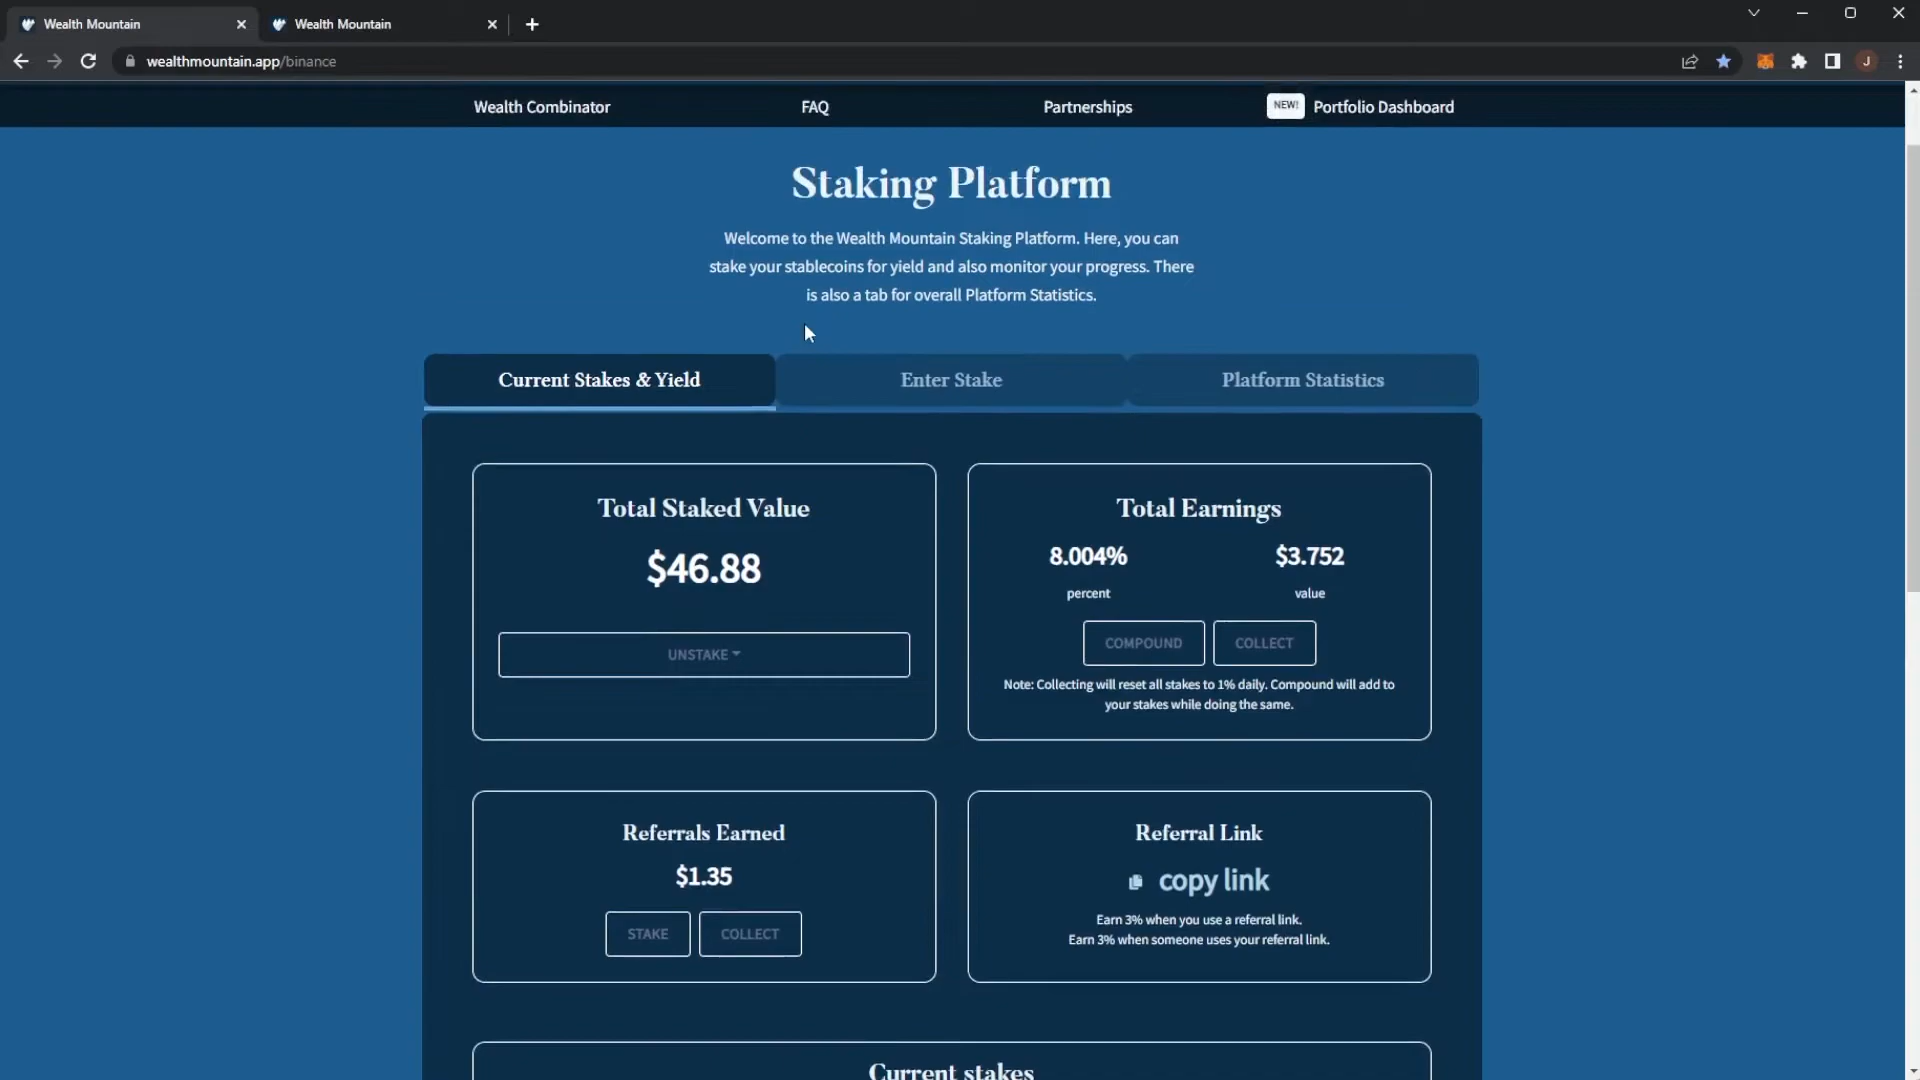 Wealth Mountain
Wealth Mountain
wealthmountain.app/binance
J
Wealth Combinator
FAQ
Partnerships
NEW!
Portfolio Dashboard
Staking Platform
Welcome to the Wealth Mountain Staking Platform. Here, you can
stake your stablecoins for yield and also monitor your progress. There
is also a tab for overall Platform Statistics.
Current Stakes & Yield
Enter Stake
Platform Statistics
Total Staked Value
$46.88
UNSTAKE
Total Earnings
8.004%
$3.752
percent
value
COMPOUND
COLLECT
Note: Collecting will reset all stakes to 1% daily. Compound will add to
your stakes while doing the same.
Referrals Earned
$1.35
STAKE
COLLECT
Referral Link
copy link
Earn 3% when you use a referral link.
Earn 3% when someone uses your referral link.
Current stakes